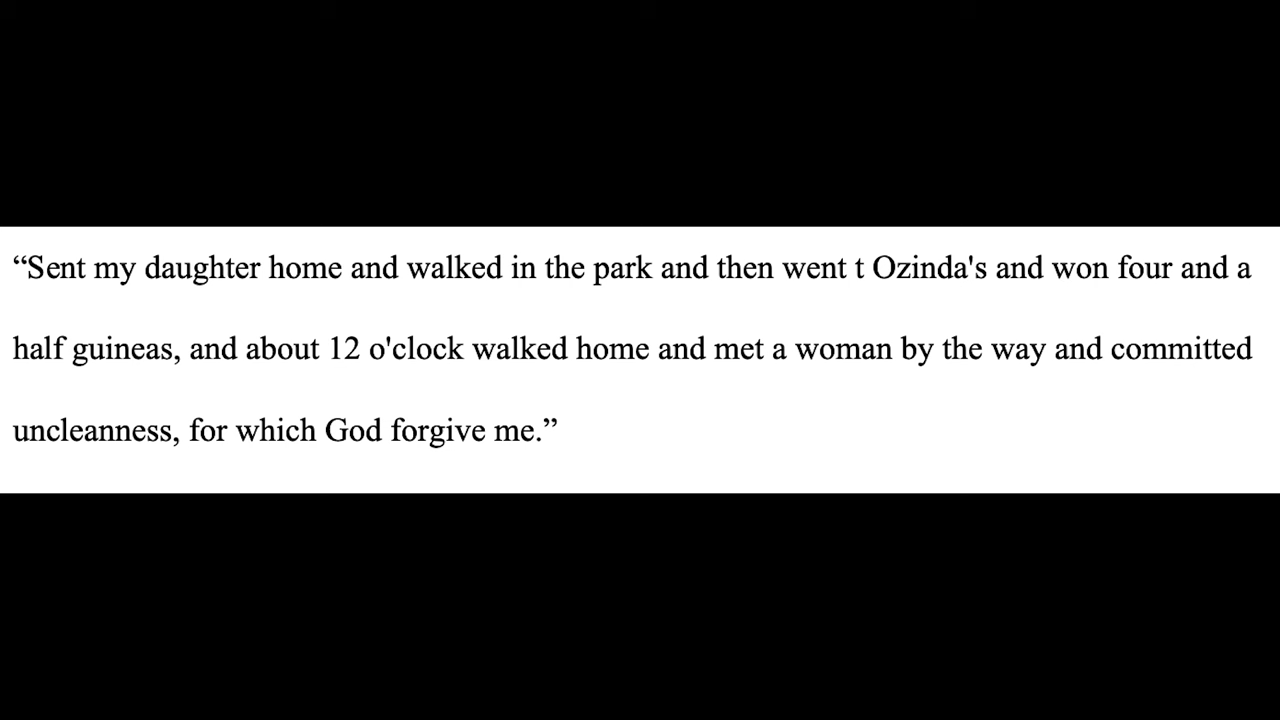 “Sent my daughter home and walked in the park and then went t Ozinda's and won four and a
half guineas, and about 12 o'clock walked home and met a woman by the way and committed
uncleanness, for which God forgive me.”